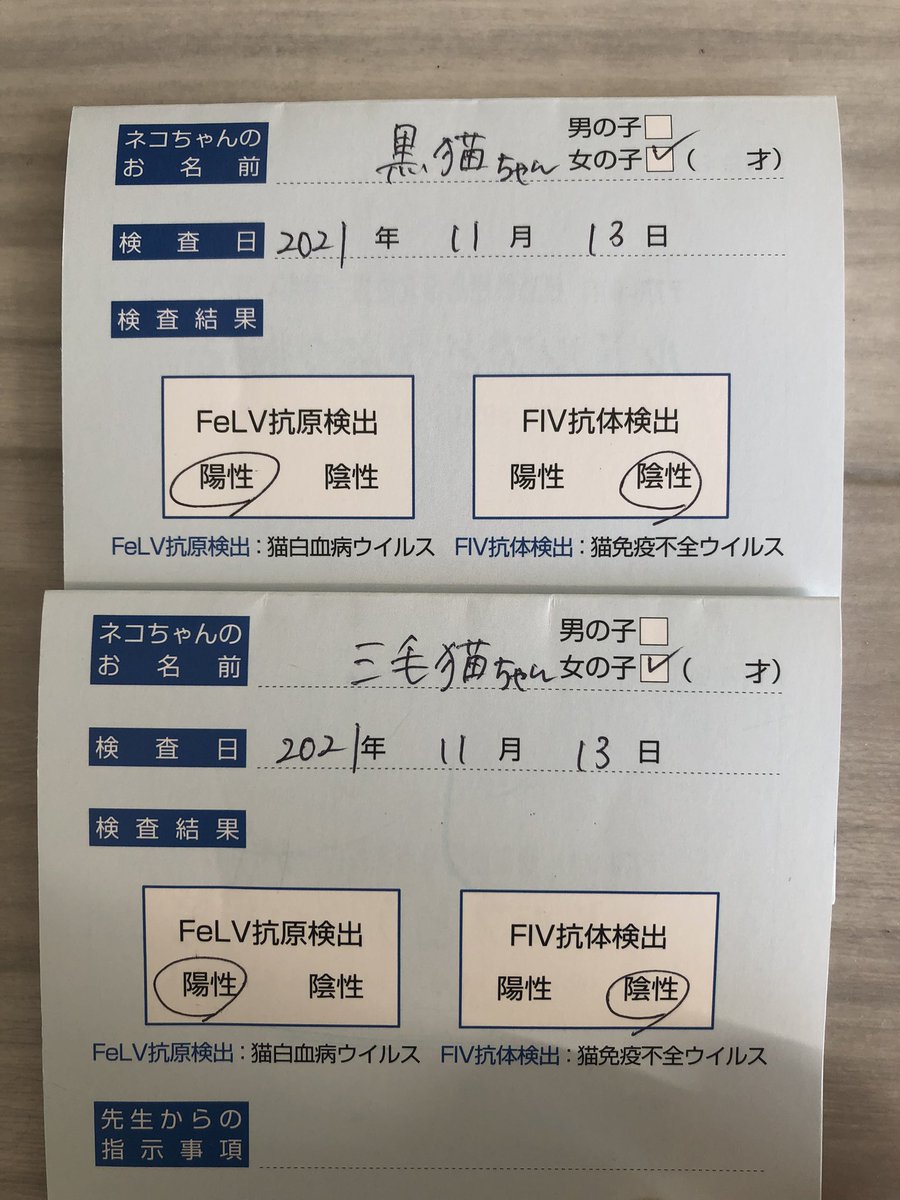 ネコちゃんの
お名前 黒猫ちゃん 男の子
女の子 ✓ ( 才)
検査日 2021年 11月 13日
検査結果
FeLV抗原検出 FIV抗体検出
陽性 陰性 陽性 陰性
FeLV抗原検出:猫白血病ウイルス FIV抗体検出:猫免疫不全ウイルス
ネコちゃんの
お名前 三毛猫ちゃん 男の子
女の子 ✓ ( 才)
検査日 2021年 11月 13日
検査結果
FeLV抗原検出 FIV抗体検出
陽性 陰性 陽性 陰性
FeLV抗原検出:猫白血病ウイルス FIV抗体検出:猫免疫不全ウイルス
先生からの
指示事項